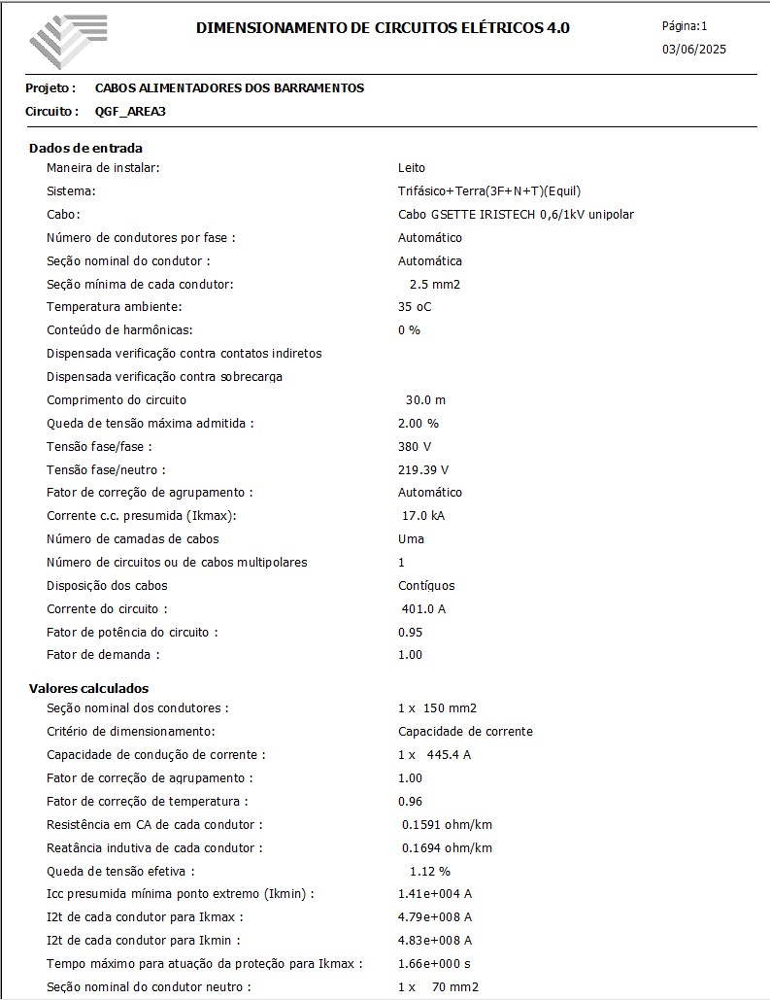 DIMENSIONAMENTO DE CIRCUITOS ELÉTRICOS 4.0
Página:1
03/06/2025
Projeto : CABOS ALIMENTADORES DOS BARRAMENTOS
Circuito : QGF_AREA3
Dados de entrada
Maneira de instalar: Leito
Sistema: Trifásico+Terra(3F+N+T)(Equil)
Cabo: Cabo GSETTE IRISTECH 0,6/1kV unipolar
Número de condutores por fase : Automático
Seção nominal do condutor : Automática
Seção mínima de cada condutor: 2.5 mm2
Temperatura ambiente: 35 oC
Conteúdo de harmônicas: 0 %
Dispensada verificação contra contatos indiretos
Dispensada verificação contra sobrecarga
Comprimento do circuito 30.0 m
Queda de tensão máxima admitida : 2.00 %
Tensão fase/fase : 380 V
Tensão fase/neutro : 219.39 V
Fator de correção de agrupamento : Automático
Corrente c.c. presumida (Ikmax): 17.0 kA
Número de camadas de cabos Uma
Número de circuitos ou de cabos multipolares 1
Disposição dos cabos Contíguos
Corrente do circuito : 401.0 A
Fator de potência do circuito : 0.95
Fator de demanda : 1.00
Valores calculados
Seção nominal dos condutores : 1 x 150 mm2
Critério de dimensionamento: Capacidade de corrente
Capacidade de condução de corrente : 1 x 445.4 A
Fator de correção de agrupamento : 1.00
Fator de correção de temperatura : 0.96
Resistência em CA de cada condutor : 0.1591 ohm/km
Reatância indutiva de cada condutor : 0.1694 ohm/km
Queda de tensão efetiva : 1.12 %
Icc presumida mínima ponto extremo (Ikmin) : 1.41e+004 A
I2t de cada condutor para Ikmax : 4.79e+008 A
I2t de cada condutor para Ikmin : 4.83e+008 A
Tempo máximo para atuação da proteção para Ikmax : 1.66e+000 s
Seção nominal do condutor neutro : 1 x 70 mm2